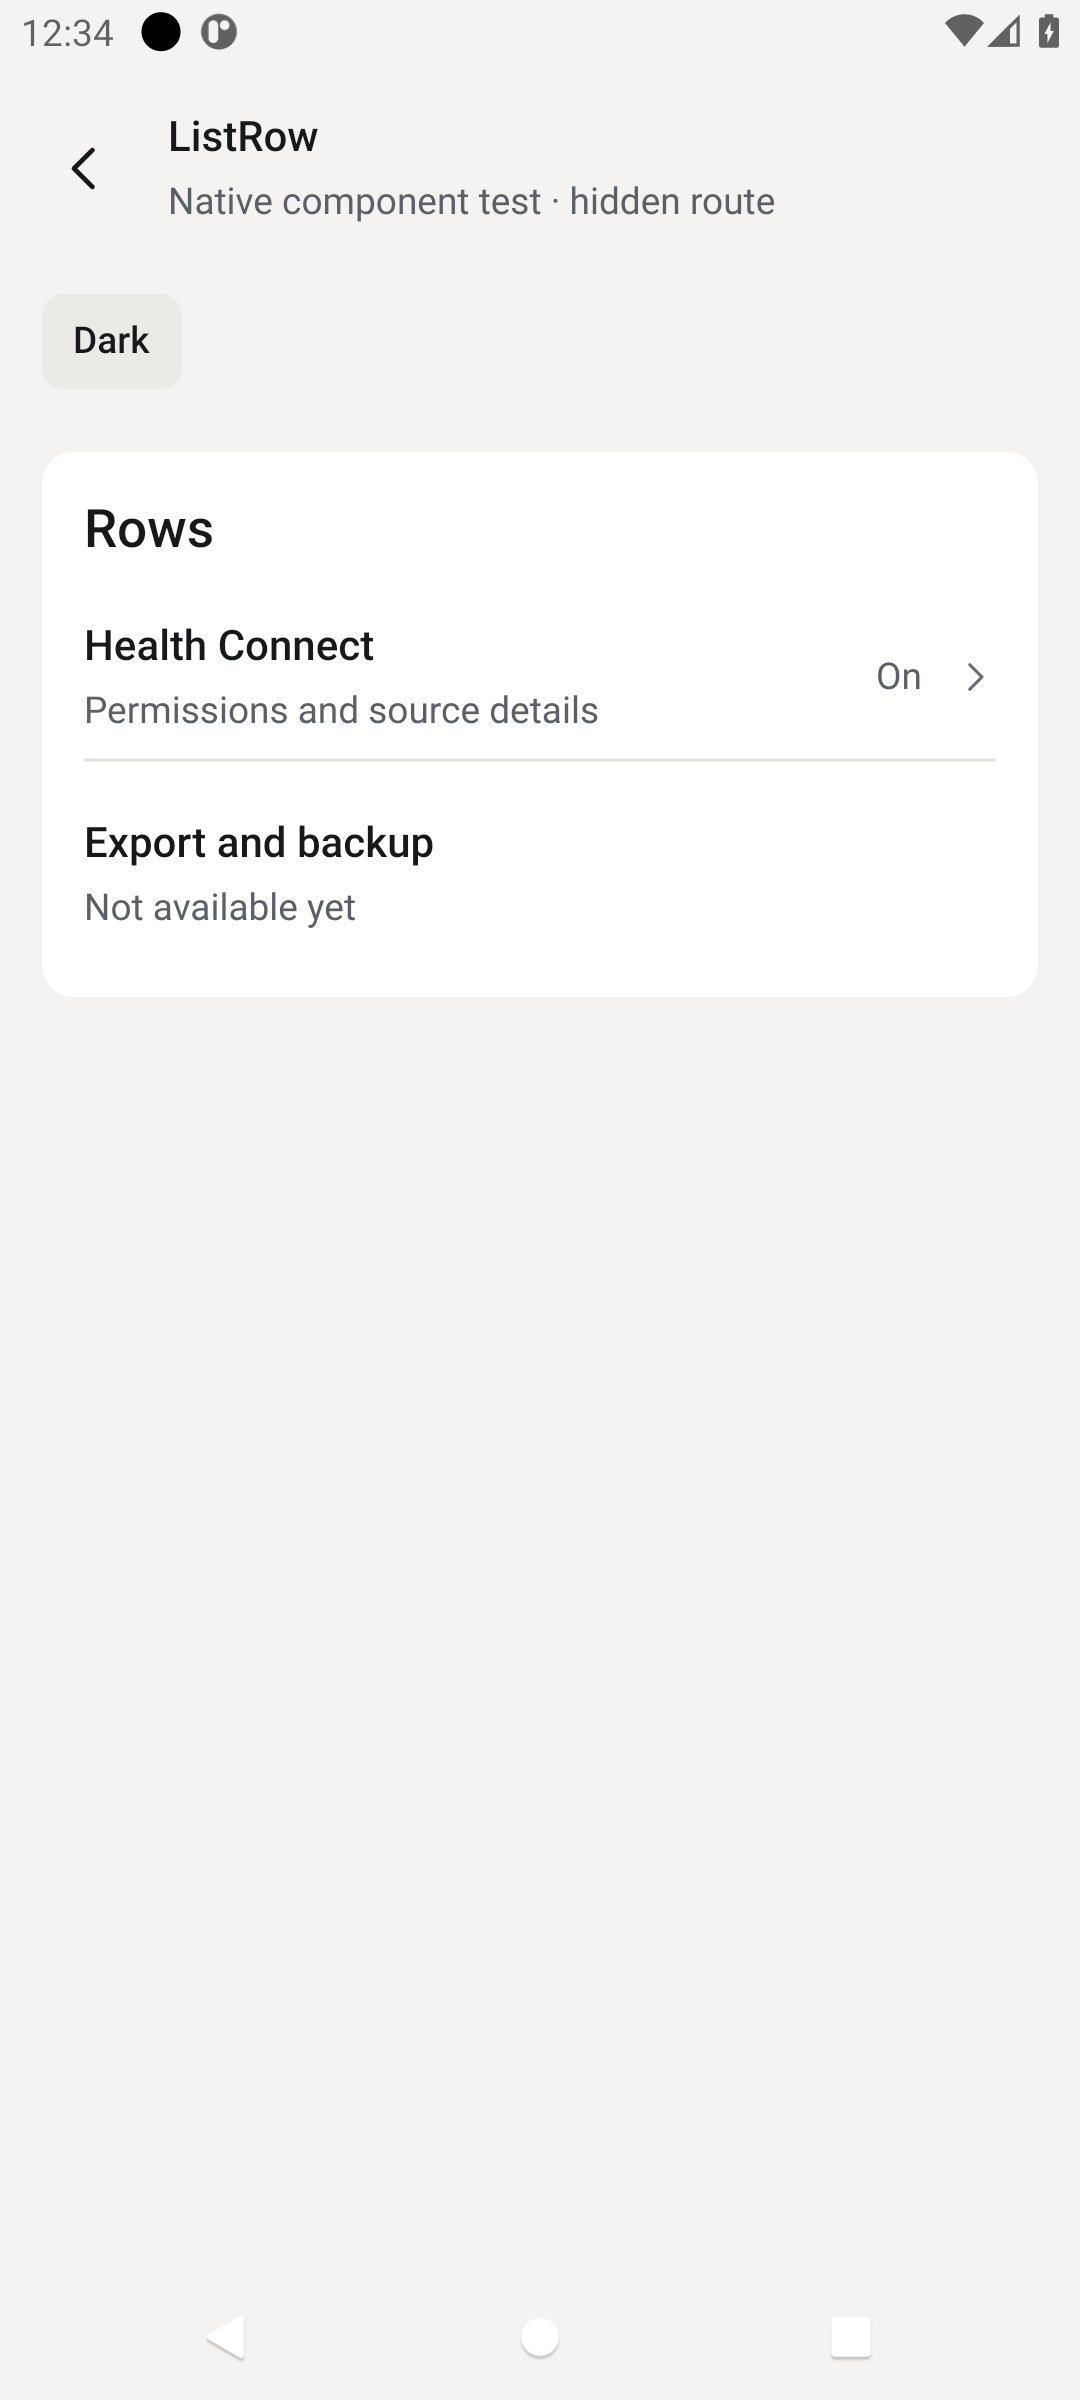 12:34
ListRow
Native component test · hidden route
Dark
Rows
Health Connect
Permissions and source details
On
Export and backup
Not available yet